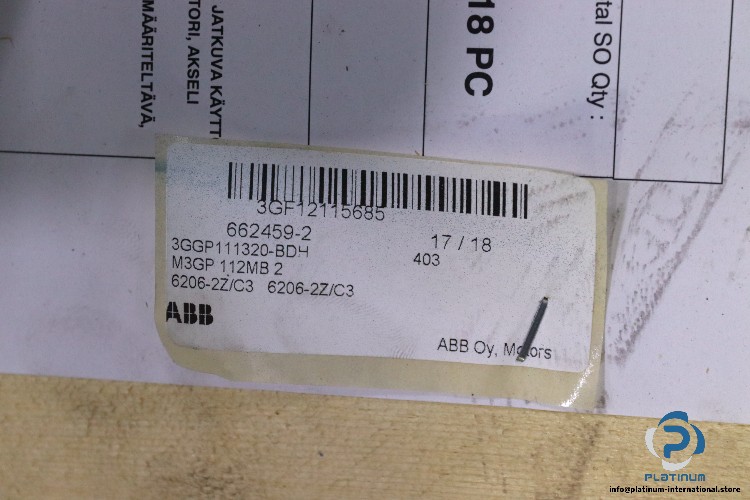 JATKUVA KÄYTT
TORI, AKSELI
MÄÄRITELTÄVÄ,
18 PC
tal SO Qty :
3GF12115685
662459-2
17 / 18
3GGP111320-BDH
403
M3GP 112MB 2
6206-2Z/C3 6206-2Z/C3
ABB
ABB Oy, Motors
PLATINUM
info@platinum-international.store